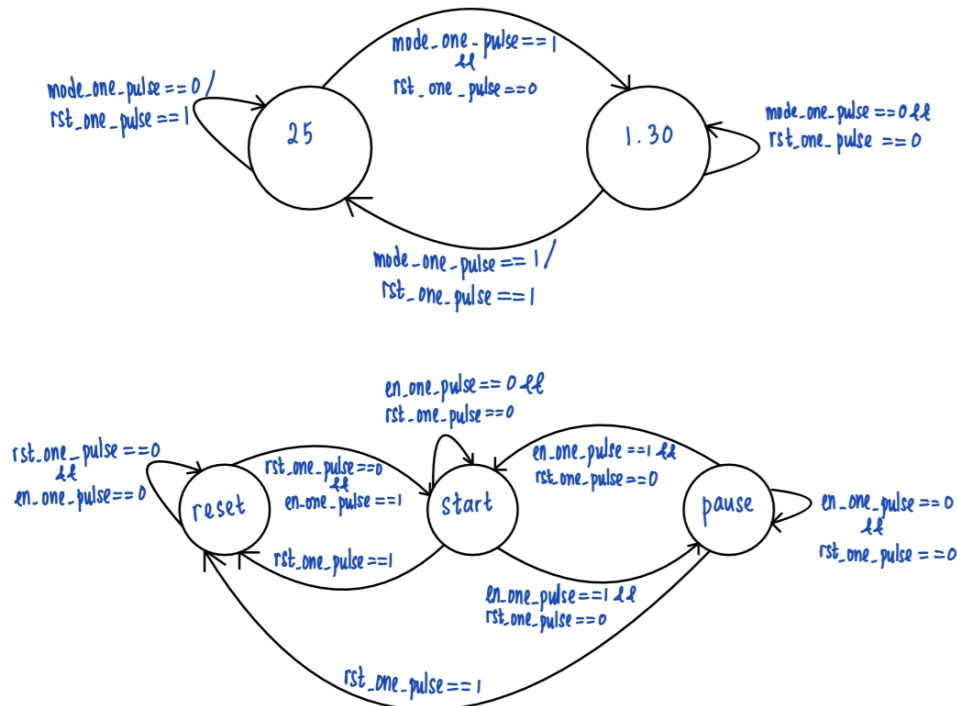 mode_one_pulse==1
&&
rst_one_pulse==0
mode_one_pulse==0/
rst_one_pulse==1
25
1.30
mode_one_pulse==0&&
rst_one_pulse==0
mode_one_pulse==1/
rst_one_pulse==1
en_one_pulse==0&&
rst_one_pulse==0
rst_one_pulse==0
&&
en_one_pulse==0
rst_one_pulse==0
&&
en_one_pulse==1
en_one_pulse==1&&
rst_one_pulse==0
reset
start
pause
en_one_pulse==0
&&
rst_one_pulse==0
rst_one_pulse==1
en_one_pulse==1&&
rst_one_pulse==0
rst_one_pulse==1